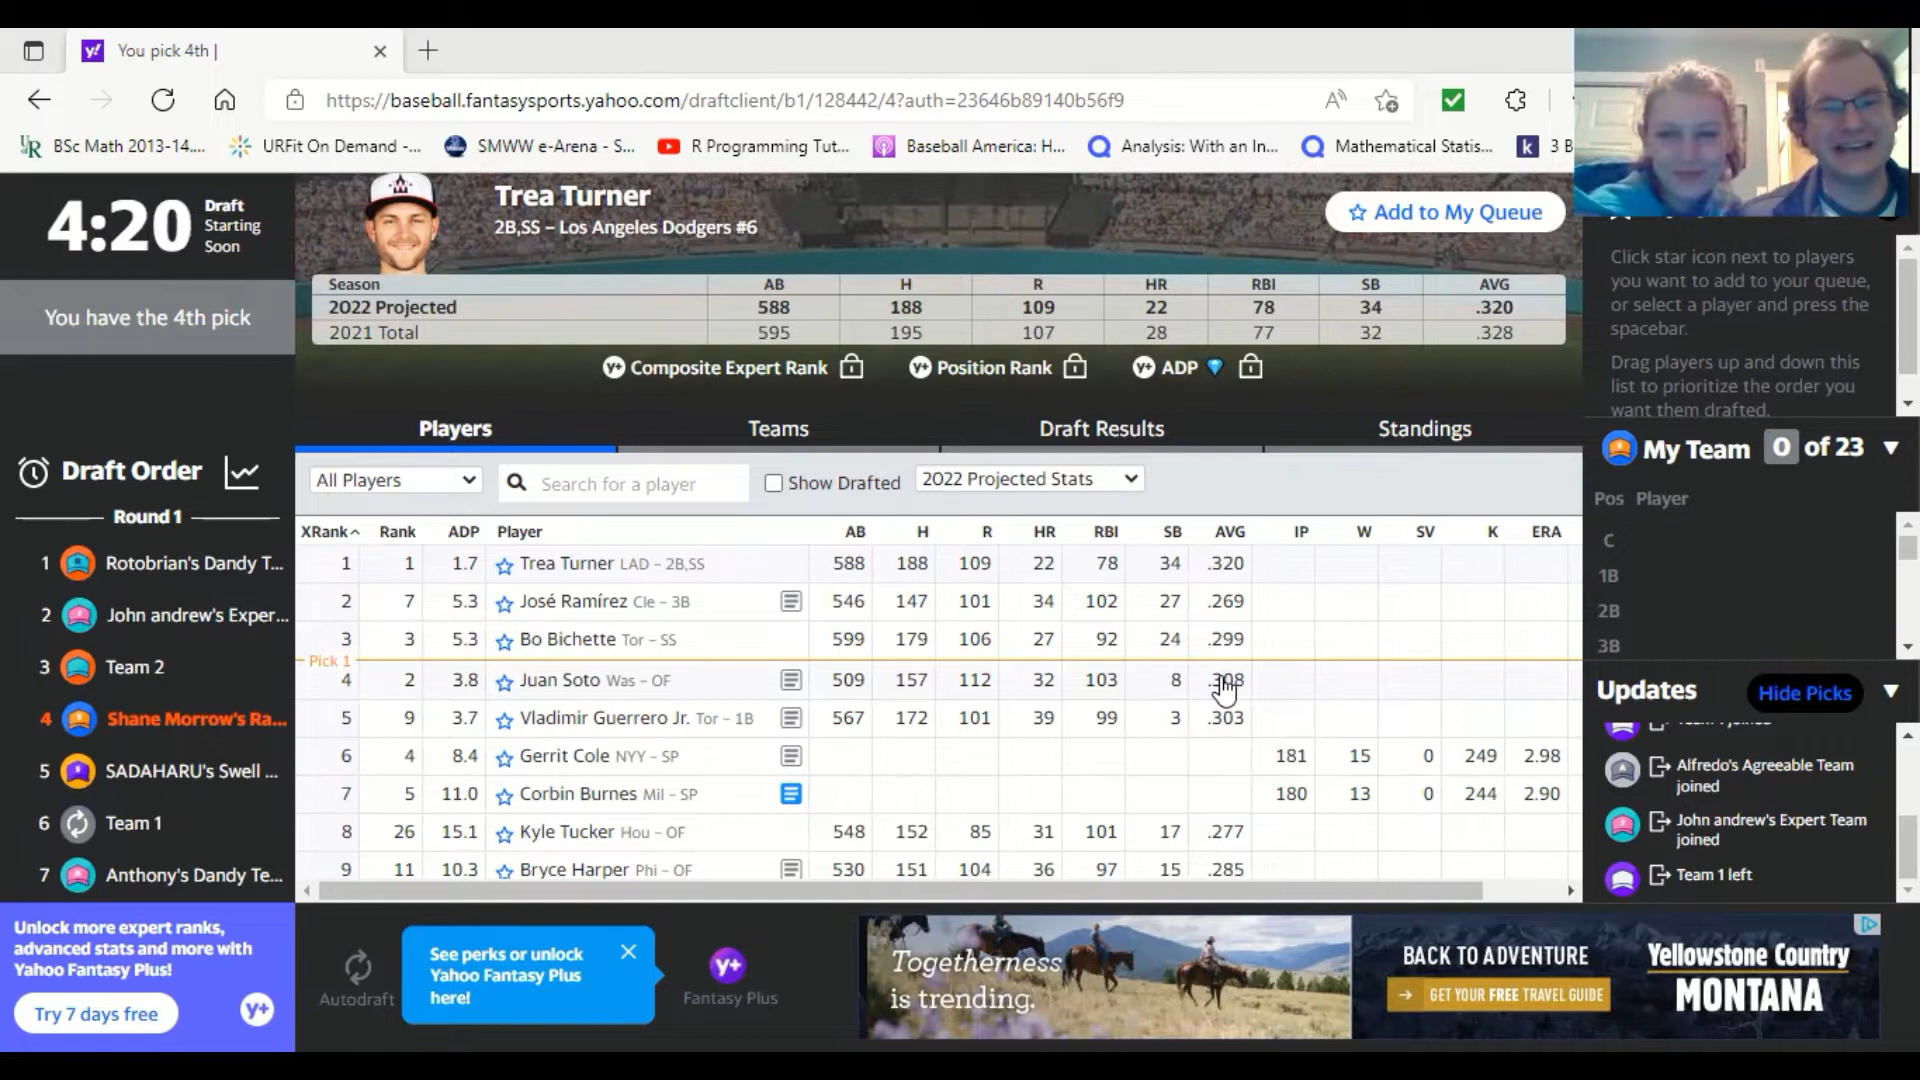 You pick 4th |
https://baseball.fantasysports.yahoo.com/draftclient/b1/128442/4?auth=23646b89140b56f9
BSc Math 2013-14.... URFit On Demand -... SMWW e-Arena - S... R Programming Tut... Baseball America: H... Analysis: With an In... Mathematical Statis... 3 B
4:20 Draft Starting Soon
You have the 4th pick
Trea Turner
2B,SS – Los Angeles Dodgers #6
Add to My Queue
Season AB H R HR RBI SB AVG
2022 Projected 588 188 109 22 78 34 .320
2021 Total 595 195 107 28 77 32 .328
Composite Expert Rank Position Rank ADP
Players Teams Draft Results Standings
All Players Search for a player Show Drafted 2022 Projected Stats
XRank Rank ADP Player AB H R HR RBI SB AVG IP W SV K ERA
1 1 1.7 Trea Turner LAD – 2B,SS 588 188 109 22 78 34 .320
2 7 5.3 José Ramírez Cle – 3B 546 147 101 34 102 27 .269
3 3 5.3 Bo Bichette Tor – SS 599 179 106 27 92 24 .299
Pick 1
4 2 3.8 Juan Soto Was – OF 509 157 112 32 103 8
5 9 3.7 Vladimir Guerrero Jr. Tor – 1B 567 172 101 39 99 3 .303
6 4 8.4 Gerrit Cole NYY – SP 181 15 0 249 2.98
7 5 11.0 Corbin Burnes Mil – SP 180 13 0 244 2.90
8 26 15.1 Kyle Tucker Hou – OF 548 152 85 31 101 17 .277
9 11 10.3 Bryce Harper Phi – OF 530 151 104 36 97 15 .285
Draft Order
Round 1
1 Rotobrian's Dandy T...
2 John andrew's Exper...
3 Team 2
4 Shane Morrow's Ra...
5 SADAHARU's Swell ...
6 Team 1
7 Anthony's Dandy Te...
Click star icon next to players
you want to add to your queue,
or select a player and press the
spacebar.
Drag players up and down this
list to prioritize the order you
want them drafted.
My Team 0 of 23
Pos Player
C
1B
2B
3B
Updates Hide Picks
Alfredo's Agreeable Team
joined
John andrew's Expert Team
joined
Team 1 left
Unlock more expert ranks,
advanced stats and more with
Yahoo Fantasy Plus!
Try 7 days free
Autodraft
See perks or unlock
Yahoo Fantasy Plus
here!
Fantasy Plus
Togetherness
is trending.
BACK TO ADVENTURE
GET YOUR FREE TRAVEL GUIDE
Yellowstone Country
MONTANA